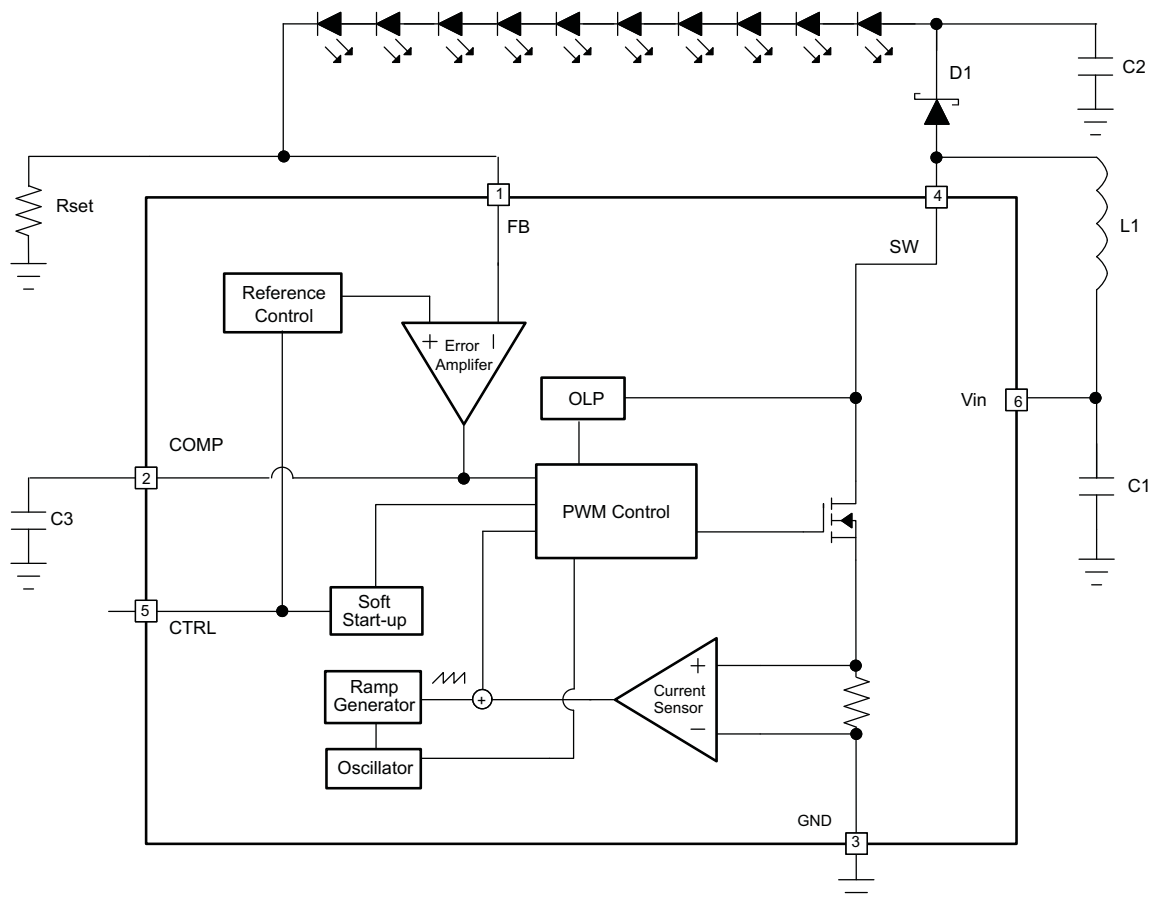 D1
C2
Rset
1
4
FB
L1
SW
Reference
Control
+
Error
Amplifer
OLP
Vin
6
COMP
2
C1
C3
PWM Control
5
CTRL
Soft
Start-up
+
Ramp
Generator
+
Current
Sensor
−
Oscillator
GND
3